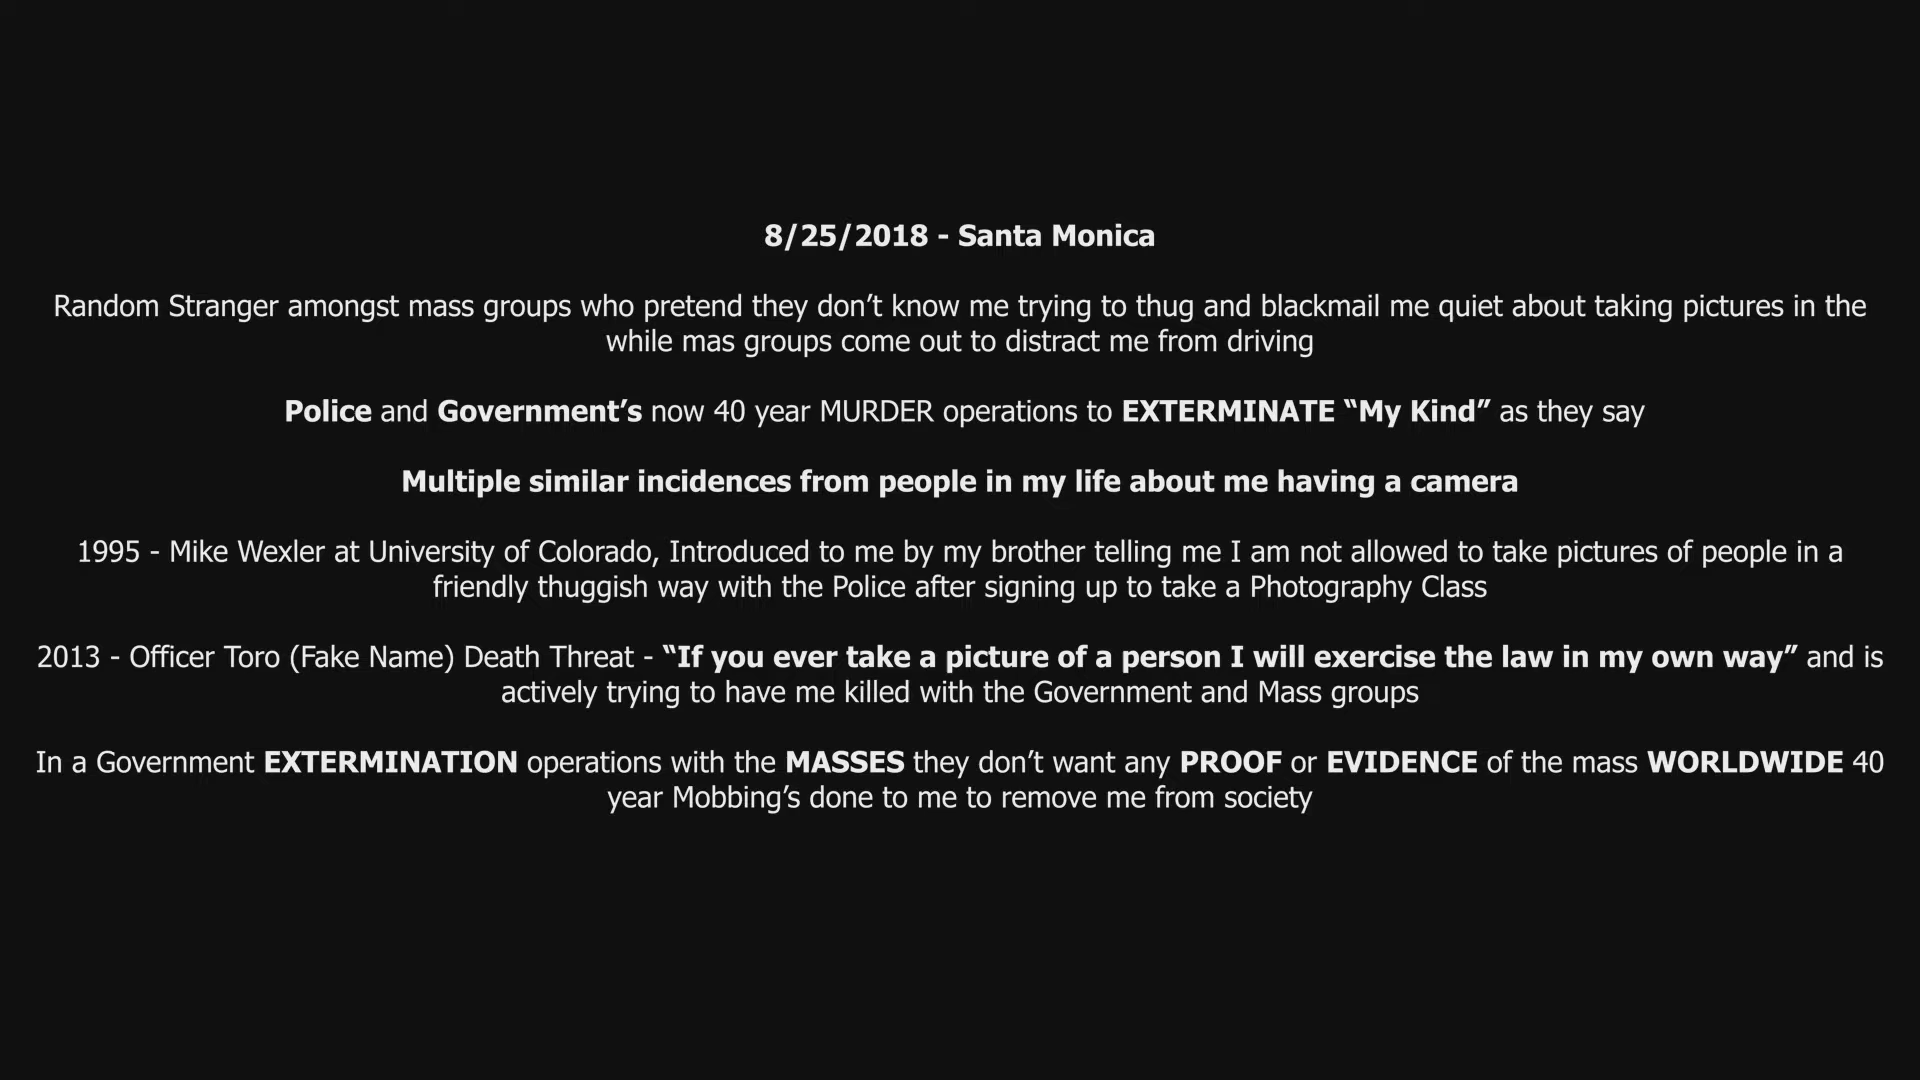 8/25/2018 - Santa Monica
Random Stranger amongst mass groups who pretend they don’t know me trying to thug and blackmail me quiet about taking pictures in the
while mas groups come out to distract me from driving
Police and Government’s now 40 year MURDER operations to EXTERMINATE “My Kind” as they say
Multiple similar incidences from people in my life about me having a camera
1995 - Mike Wexler at University of Colorado, Introduced to me by my brother telling me I am not allowed to take pictures of people in a
friendly thuggish way with the Police after signing up to take a Photography Class
2013 - Officer Toro (Fake Name) Death Threat - “If you ever take a picture of a person I will exercise the law in my own way” and is
actively trying to have me killed with the Government and Mass groups
In a Government EXTERMINATION operations with the MASSES they don’t want any PROOF or EVIDENCE of the mass WORLDWIDE 40
year Mobbing’s done to me to remove me from society